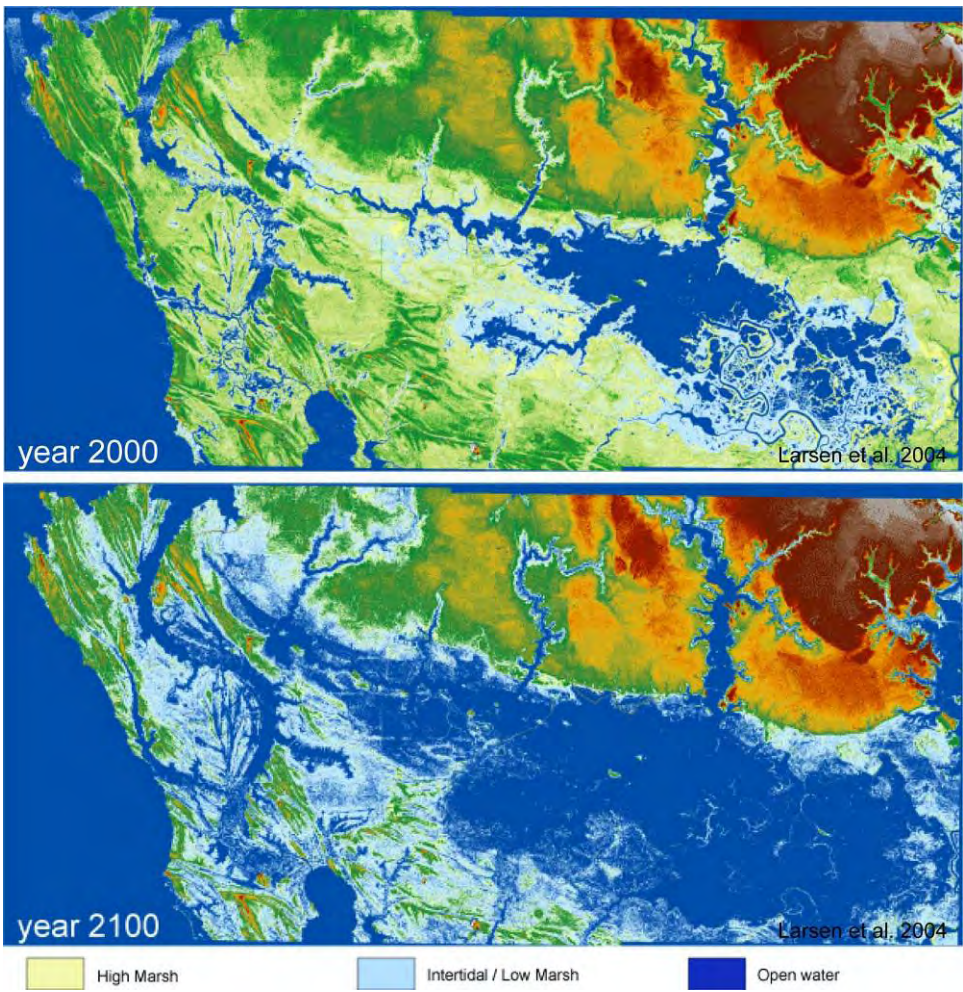 year 2000
Larsen et al. 2004
year 2100
Larsen et al. 2004
High Marsh
Intertidal / Low Marsh
Open water